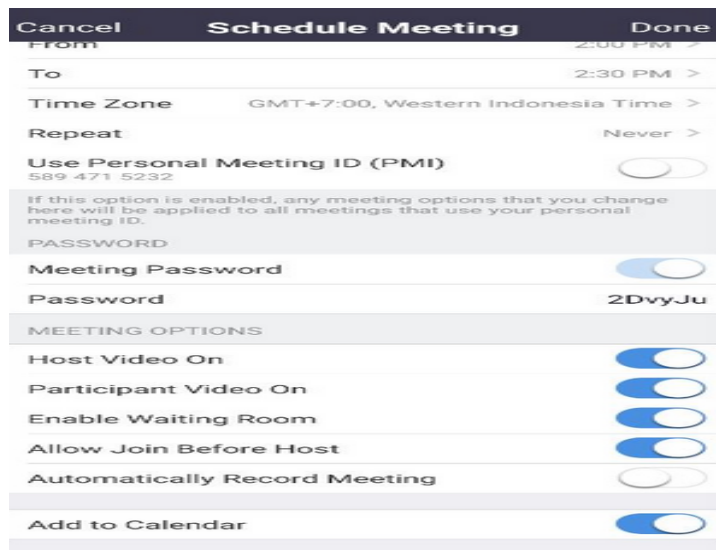 Cancel Schedule Meeting Done
From 2:00 PM >
To 2:30 PM >
Time Zone GMT+7:00, Western Indonesia Time >
Repeat Never >
Use Personal Meeting ID (PMI)
589 471 5232
If this option is enabled, any meeting options that you change
here will be applied to all meetings that use your personal
meeting ID.
PASSWORD
Meeting Password
Password 2DvyJu
MEETING OPTIONS
Host Video On
Participant Video On
Enable Waiting Room
Allow Join Before Host
Automatically Record Meeting
Add to Calendar